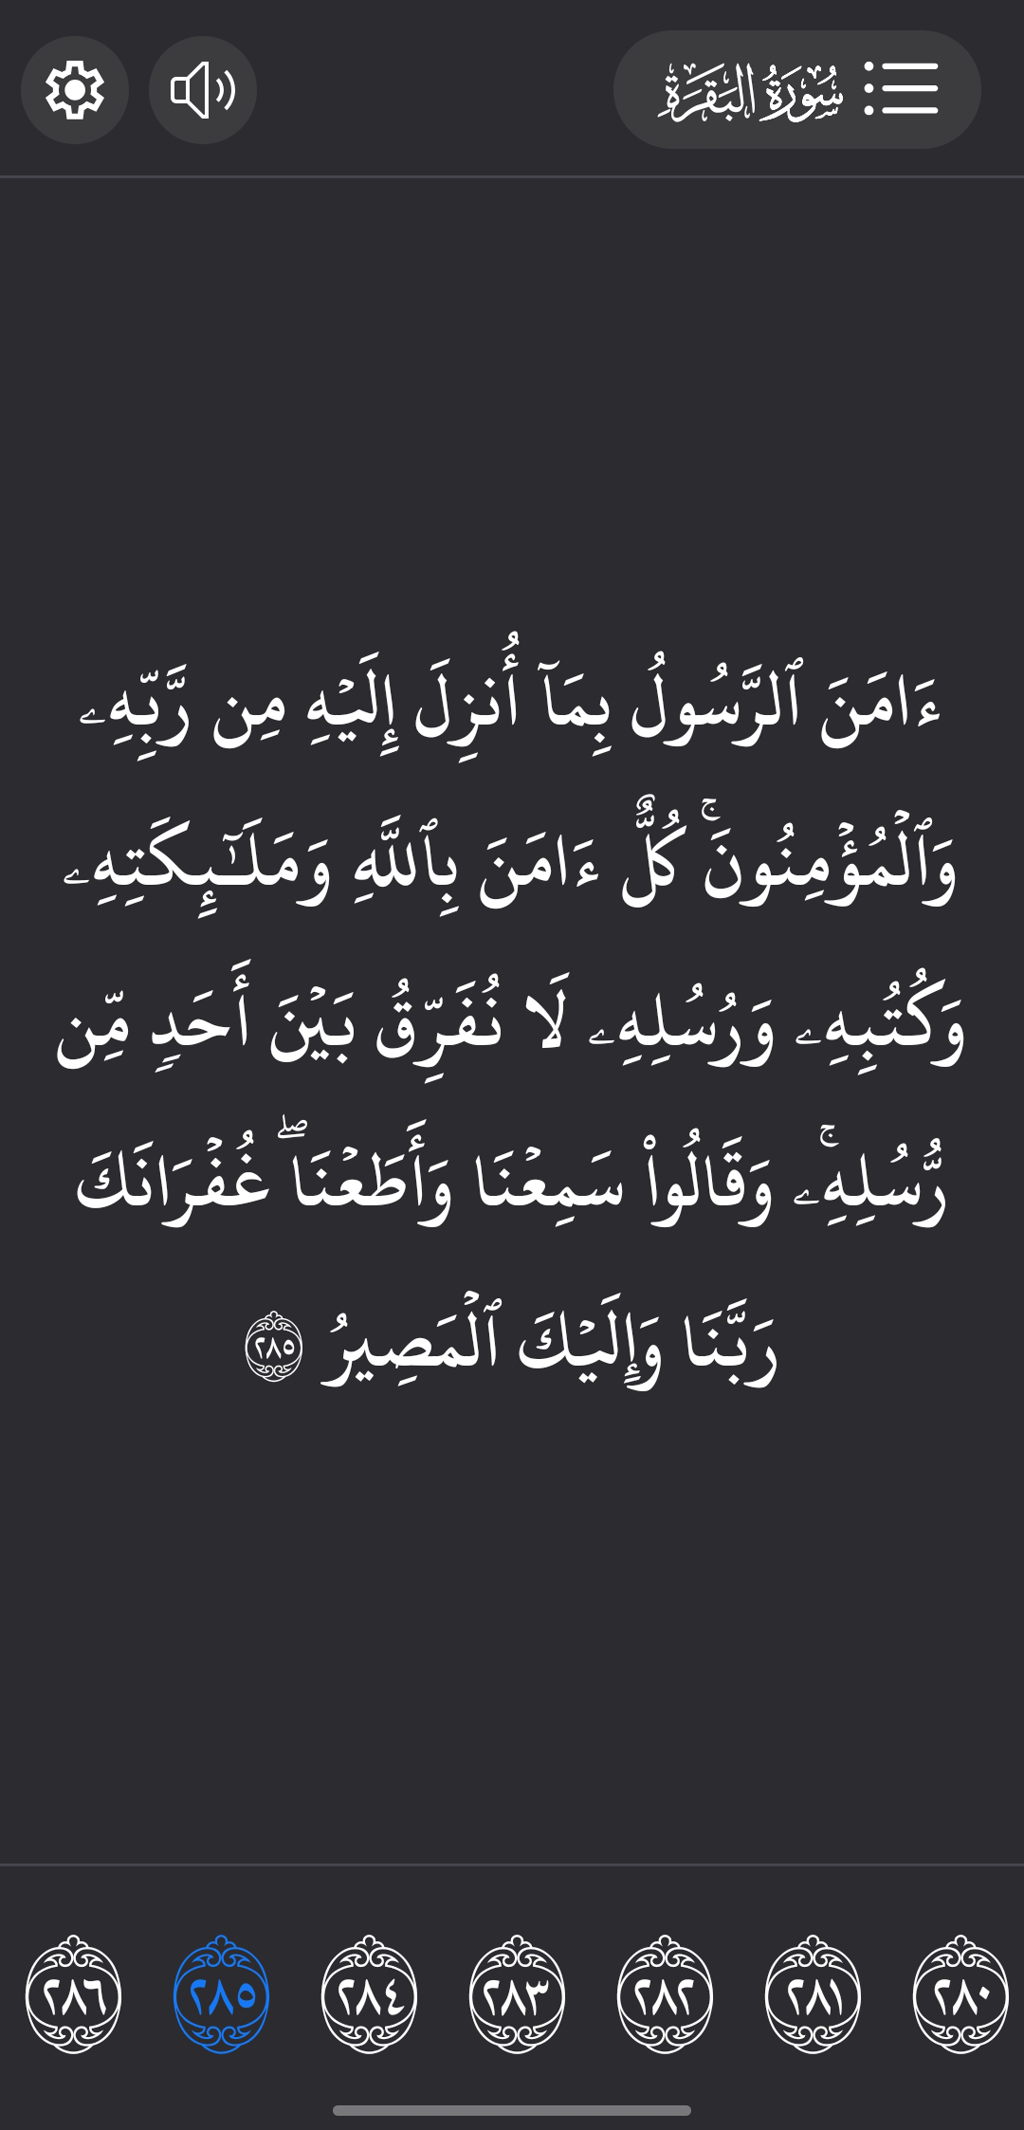 سُورَةُ البَقَرَةِ
ءَامَنَ ٱلرَّسُولُ بِمَآ أُنزِلَ إِلَيۡهِ مِن رَّبِّهِۦ
وَٱلۡمُؤۡمِنُونَۚ كُلٌّ ءَامَنَ بِٱللَّهِ وَمَلَـٰٓئِكَتِهِۦ
وَكُتُبِهِۦ وَرُسُلِهِۦ لَا نُفَرِّقُ بَيۡنَ أَحَدٖ مِّن
رُّسُلِهِۦۚ وَقَالُواْ سَمِعۡنَا وَأَطَعۡنَاۖ غُفۡرَانَكَ
رَبَّنَا وَإِلَيۡكَ ٱلۡمَصِيرُ ٢٨٥
٢٨٠ ٢٨١ ٢٨٢ ٢٨٣ ٢٨٤ ٢٨٥ ٢٨٦